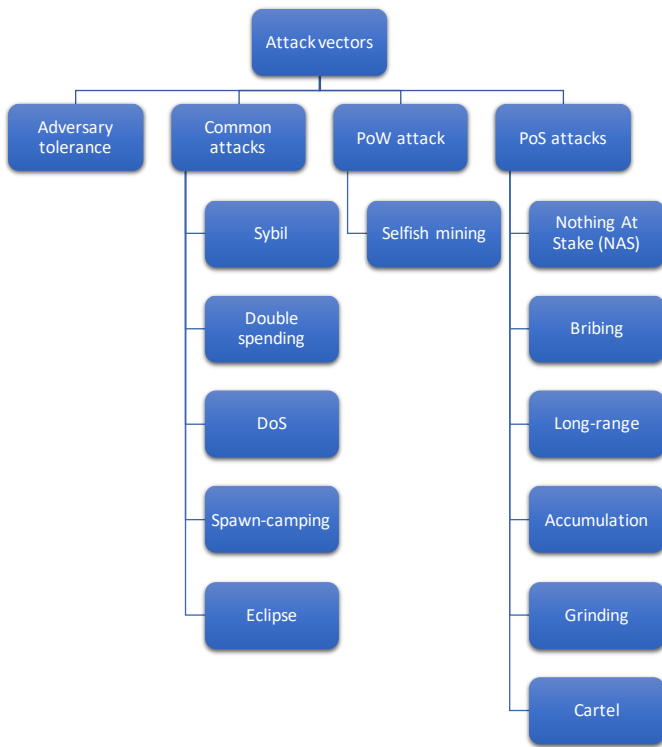 Attack vectors
Adversary
tolerance
Common
attacks
PoW attack
PoS attacks
Sybil
Double
spending
DoS
Spawn-camping
Eclipse
Selfish mining
Nothing At
Stake (NAS)
Bribing
Long-range
Accumulation
Grinding
Cartel